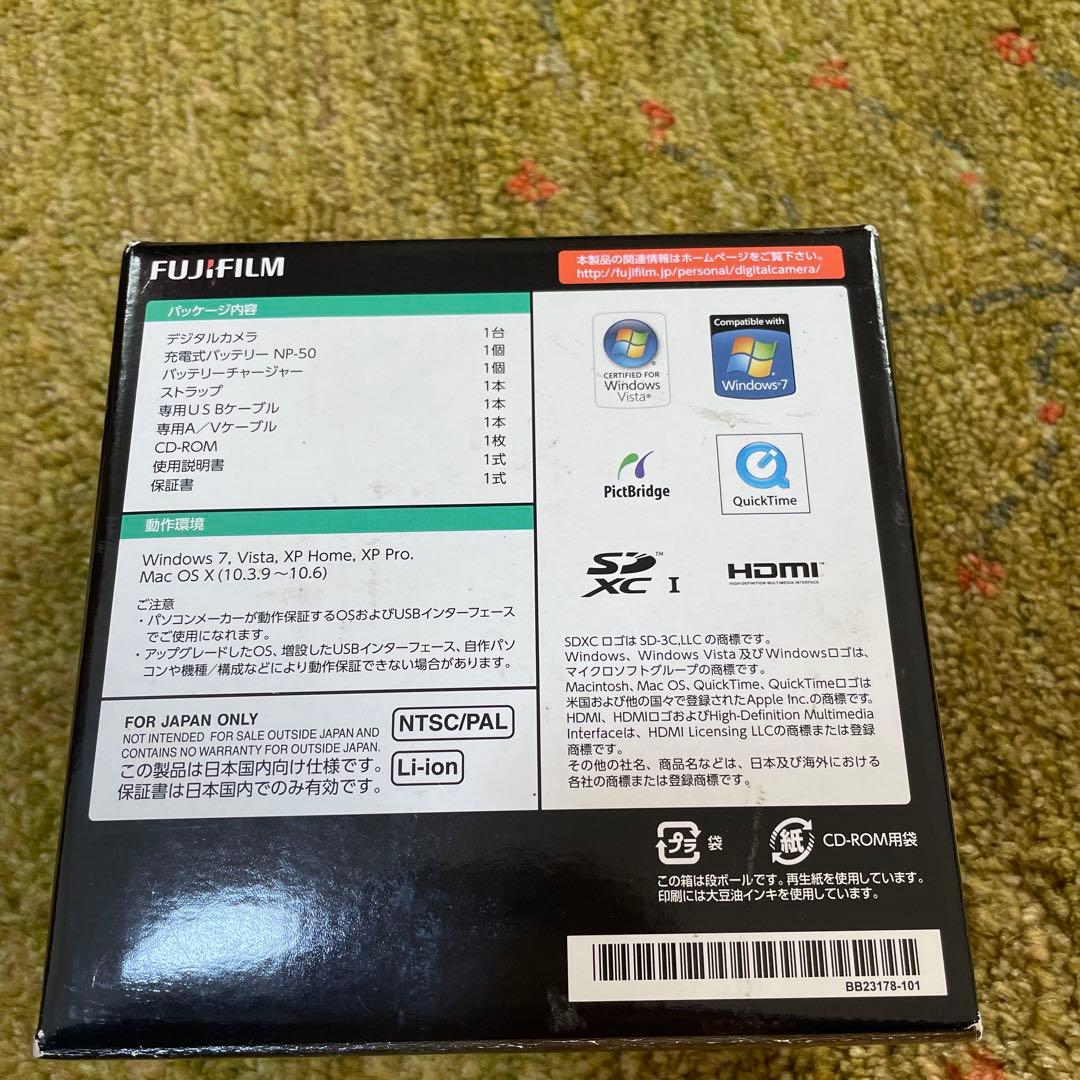 FUJIFILM
本製品の関連情報はホームページをご覧下さい。
http://fujifilm.jp/personal/digitalcamera/
パッケージ内容
デジタルカメラ 1台
充電式バッテリー NP-50 1個
バッテリーチャージャー 1個
ストラップ 1本
専用USBケーブル 1本
専用A/Vケーブル 1本
CD-ROM 1枚
使用説明書 1式
保証書 1式
動作環境
Windows 7, Vista, XP Home, XP Pro.
Mac OS X (10.3.9〜10.6)
ご注意
・パソコンメーカーが動作保証するOSおよびUSBインターフェース
でご使用になれます。
・アップグレードしたOS、増設したUSBインターフェース、自作パソ
コンや機種/構成などにより動作保証できない場合があります。
FOR JAPAN ONLY
NOT INTENDED FOR SALE OUTSIDE JAPAN AND
CONTAINS NO WARRANTY FOR OUTSIDE JAPAN.
この製品は日本国内向け仕様です。
保証書は日本国内でのみ有効です。
NTSC/PAL
Li-ion
CERTIFIED FOR
Windows
Vista®
Compatible with
Windows®7
PictBridge
QuickTime
SD XC I™
HDMI™
HIGH-DEFINITION MULTIMEDIA INTERFACE
SDXC ロゴは SD-3C,LLC の商標です。
Windows、Windows Vista 及びWindowsロゴは、
マイクロソフトグループの商標です。
Macintosh、Mac OS、QuickTime、QuickTimeロゴは
米国および他の国々で登録されたApple Inc.の商標です。
HDMI、HDMIロゴおよびHigh-Definition Multimedia
Interfaceは、HDMI Licensing LLCの商標または登録
商標です。
その他の社名、商品名などは、日本及び海外における
各社の商標または登録商標です。
プラ 袋
紙 CD-ROM用袋
この箱は段ボールです。再生紙を使用しています。
印刷には大豆油インキを使用しています。
BB23178-101